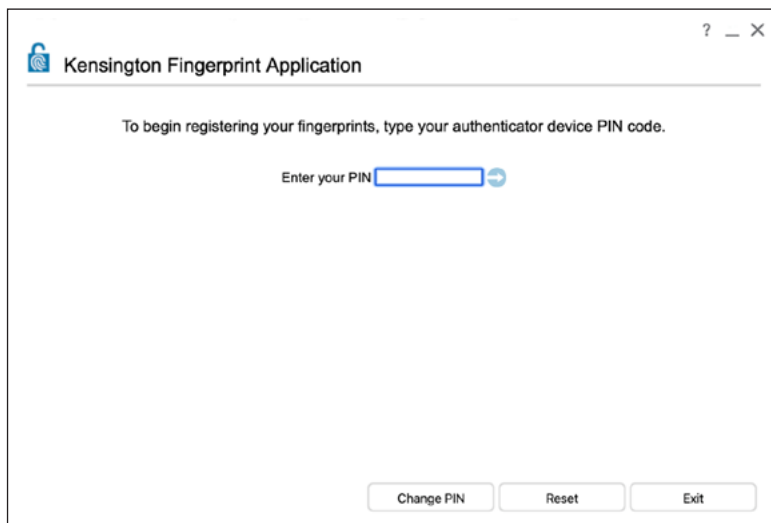 ?
Kensington Fingerprint Application
To begin registering your fingerprints, type your authenticator device PIN code.
Enter your PIN
Change PIN Reset Exit